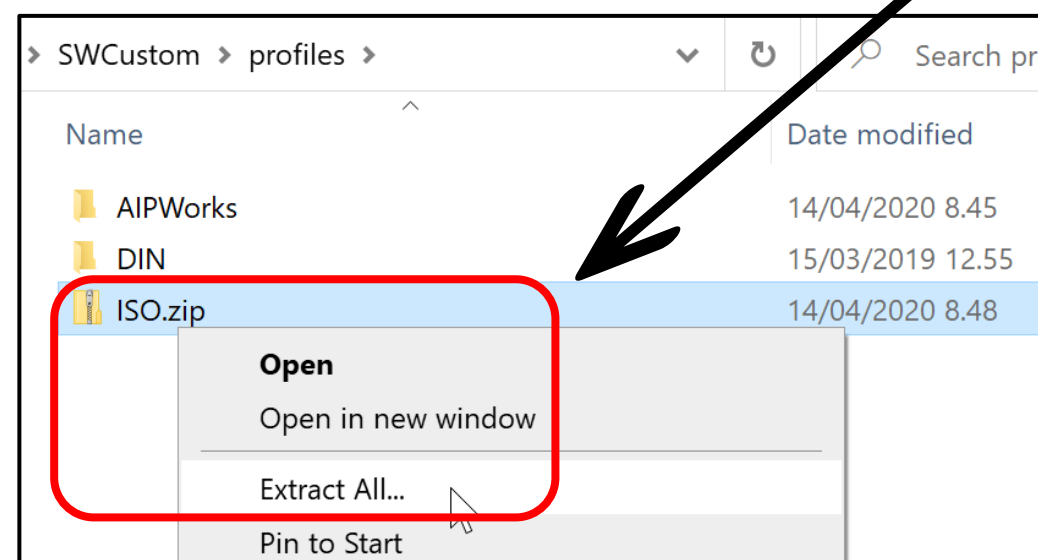 SWCustom > profiles >
Search pr
Name
Date modified
AIPWorks
14/04/2020 8.45
DIN
15/03/2019 12.55
ISO.zip
14/04/2020 8.48
Open
Open in new window
Extract All...
Pin to Start